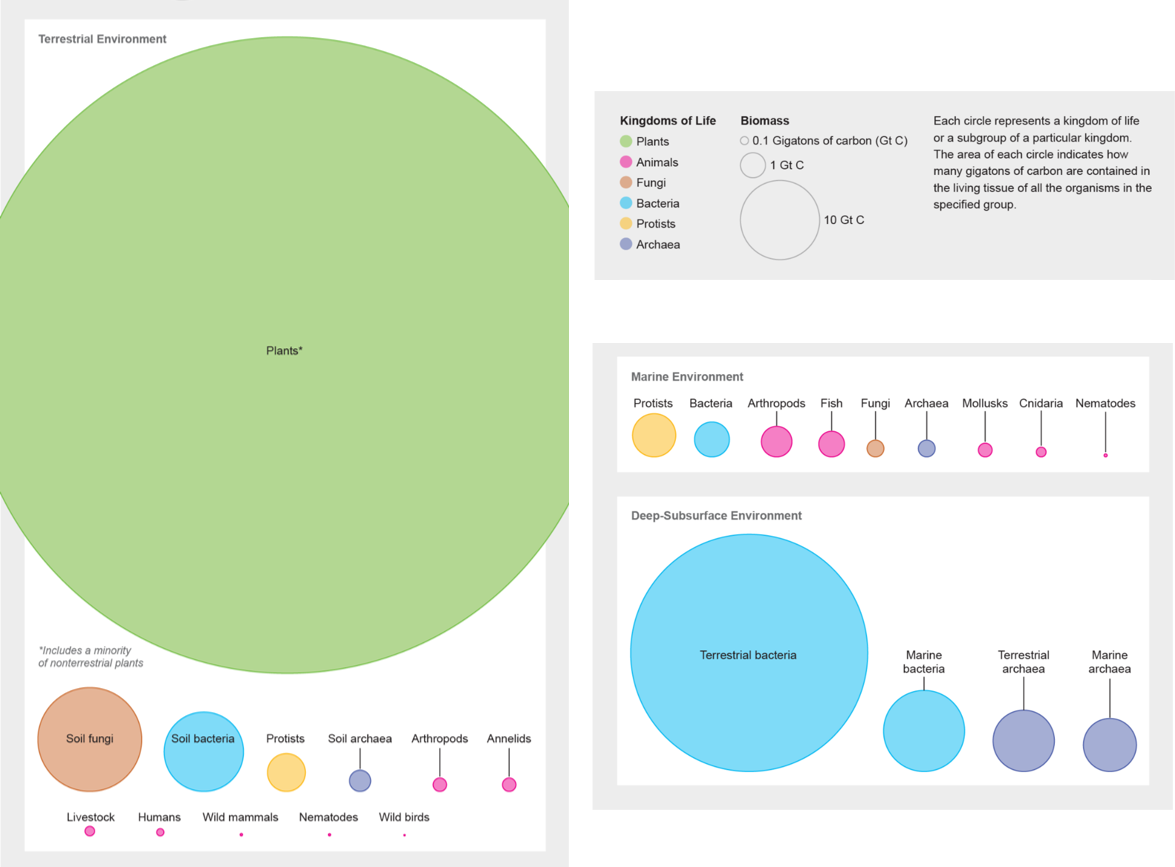 Terrestrial Environment
Plants*
*Includes a minority
of nonterrestrial plants
Soil fungi
Soil bacteria
Protists
Soil archaea
Arthropods
Annelids
Livestock
Humans
Wild mammals
Nematodes
Wild birds
Kingdoms of Life
Plants
Animals
Fungi
Bacteria
Protists
Archaea
Biomass
0.1 Gigatons of carbon (Gt C)
1 Gt C
10 Gt C
Each circle represents a kingdom of life
or a subgroup of a particular kingdom.
The area of each circle indicates how
many gigatons of carbon are contained in
the living tissue of all the organisms in the
specified group.
Marine Environment
Protists
Bacteria
Arthropods
Fish
Fungi
Archaea
Mollusks
Cnidaria
Nematodes
Deep-Subsurface Environment
Terrestrial bacteria
Marine
bacteria
Terrestrial
archaea
Marine
archaea